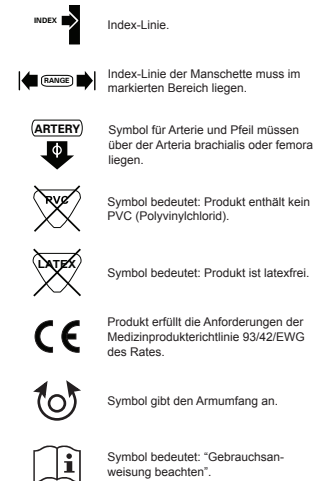 INDEX
Index-Linie.
RANGE
Index-Linie der Manschette muss im
markierten Bereich liegen.
ARTERY
Φ
Symbol für Arterie und Pfeil müssen
über der Arteria brachialis oder femora
liegen.
PVC
Symbol bedeutet: Produkt enthält kein
PVC (Polyvinylchlorid).
LATEX
Symbol bedeutet: Produkt ist latexfrei.
CE
Produkt erfüllt die Anforderungen der
Medizinprodukterichtlinie 93/42/EWG
des Rates.
Symbol gibt den Armumfang an.
i
Symbol bedeutet: “Gebrauchsan-
weisung beachten”.